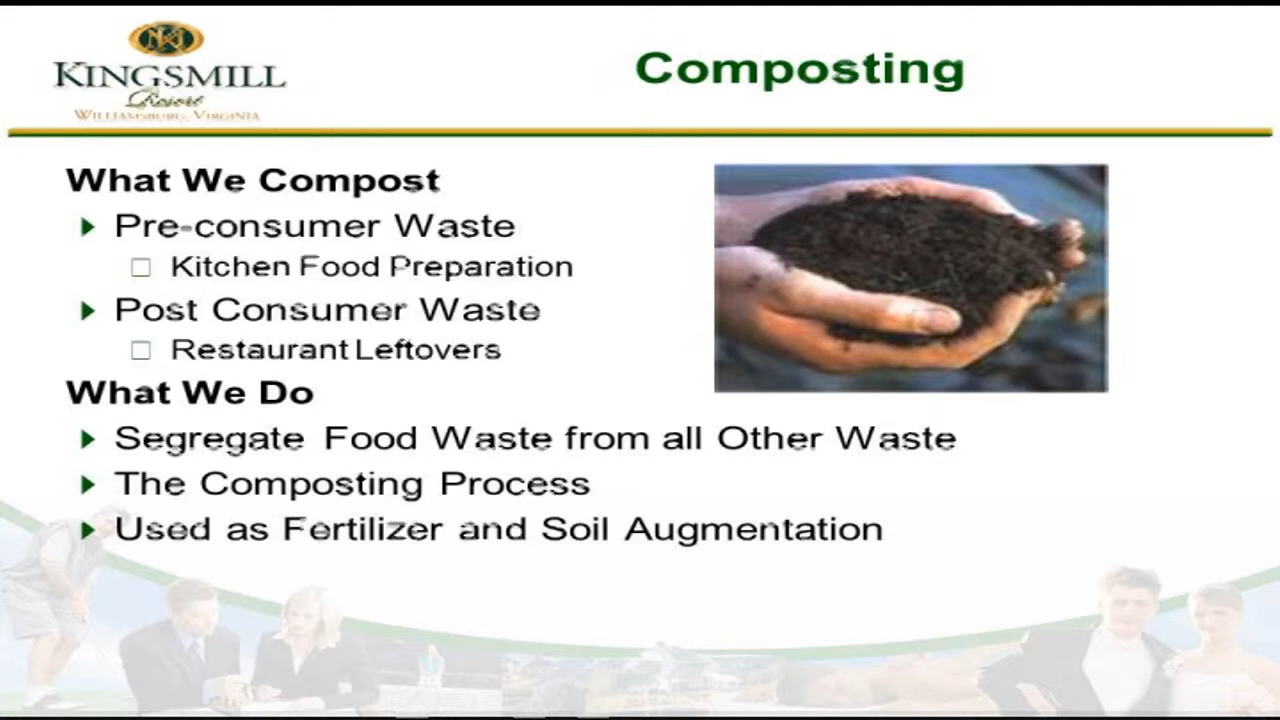 KINGSMILL
Resort
WILLIAMSBURG, VIRGINIA
Composting
What We Compost
Pre-consumer Waste
Kitchen Food Preparation
Post Consumer Waste
Restaurant Leftovers
What We Do
Segregate Food Waste from all Other Waste
The Composting Process
Used as Fertilizer and Soil Augmentation